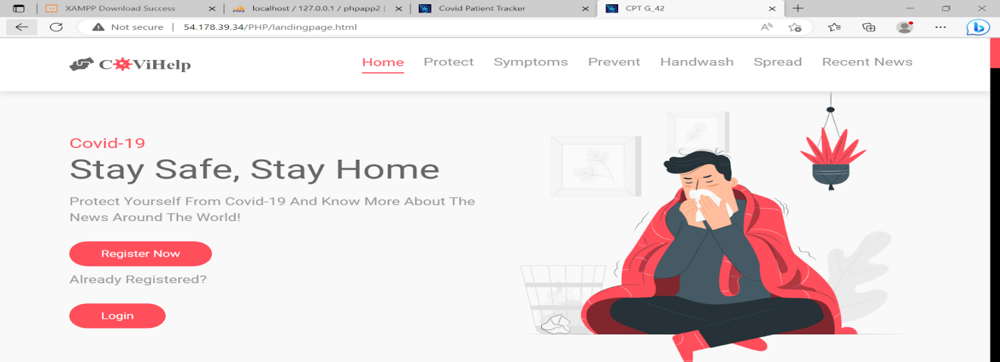 XAMPP Download Success
localhost / 127.0.0.1 / phpapp2 |
Covid Patient Tracker
CPT G_42
Not secure | 54.178.39.34/PHP/landingpage.html
CoViHelp
Home Protect Symptoms Prevent Handwash Spread Recent News
Covid-19
Stay Safe, Stay Home
Protect Yourself From Covid-19 And Know More About The
News Around The World!
Register Now
Already Registered?
Login